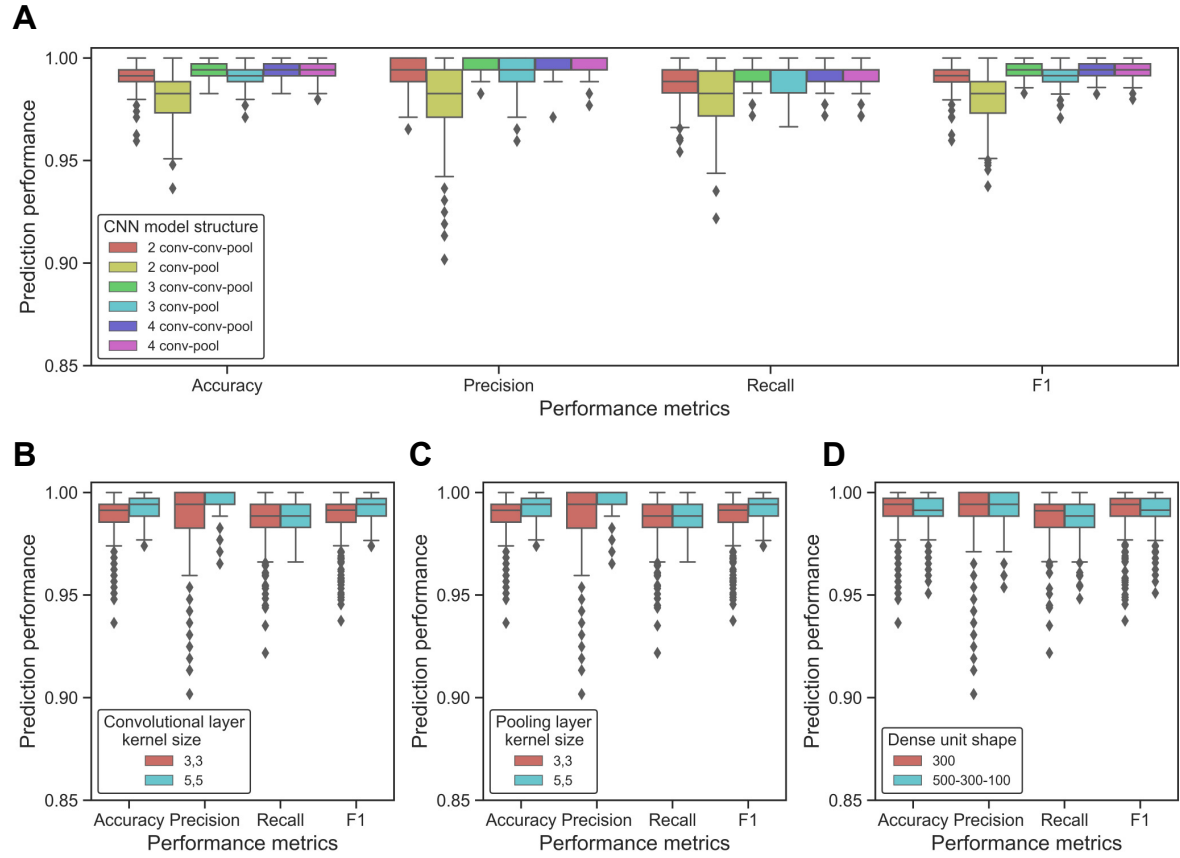 A
Prediction performance
1.00
0.95
0.90
0.85
CNN model structure
2 conv-conv-pool
2 conv-pool
3 conv-conv-pool
3 conv-pool
4 conv-conv-pool
4 conv-pool
Accuracy Precision Recall F1
Performance metrics
B
Prediction performance
1.00
0.95
0.90
0.85
Convolutional layer
kernel size
3,3
5,5
Accuracy Precision Recall F1
Performance metrics
C
Prediction performance
1.00
0.95
0.90
0.85
Pooling layer
kernel size
3,3
5,5
Accuracy Precision Recall F1
Performance metrics
D
Prediction performance
1.00
0.95
0.90
0.85
Dense unit shape
300
500-300-100
Accuracy Precision Recall F1
Performance metrics